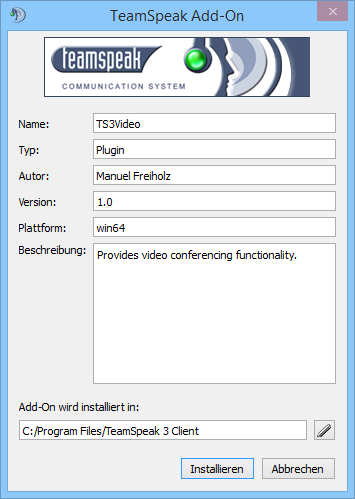 TeamSpeak Add-On
teamspeak
COMMUNICATION SYSTEM
Name: TS3Video
Typ: Plugin
Autor: Manuel Freiholz
Version: 1.0
Plattform: win64
Beschreibung: Provides video conferencing functionality.
Add-On wird installiert in:
C:/Program Files/TeamSpeak 3 Client
Installieren Abbrechen